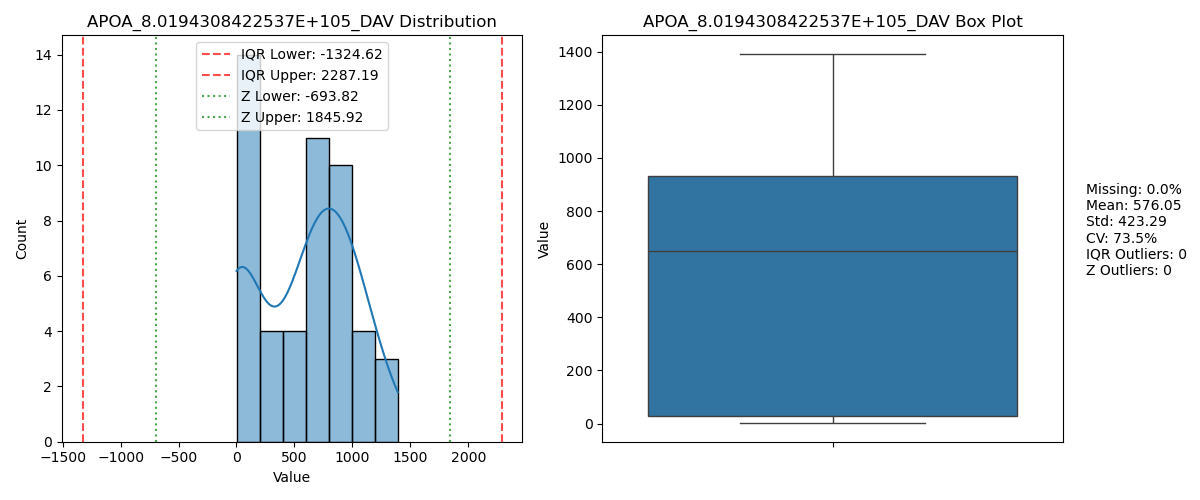 APOA_8.0194308422537E+105_DAV Distribution
IQR Lower: -1324.62
IQR Upper: 2287.19
Z Lower: -693.82
Z Upper: 1845.92
14
12
10
8
6
4
2
0
Count
−1500
−1000
−500
0
500
1000
1500
2000
Value
APOA_8.0194308422537E+105_DAV Box Plot
1400
1200
1000
800
600
400
200
0
Value
Missing: 0.0%
Mean: 576.05
Std: 423.29
CV: 73.5%
IQR Outliers: 0
Z Outliers: 0